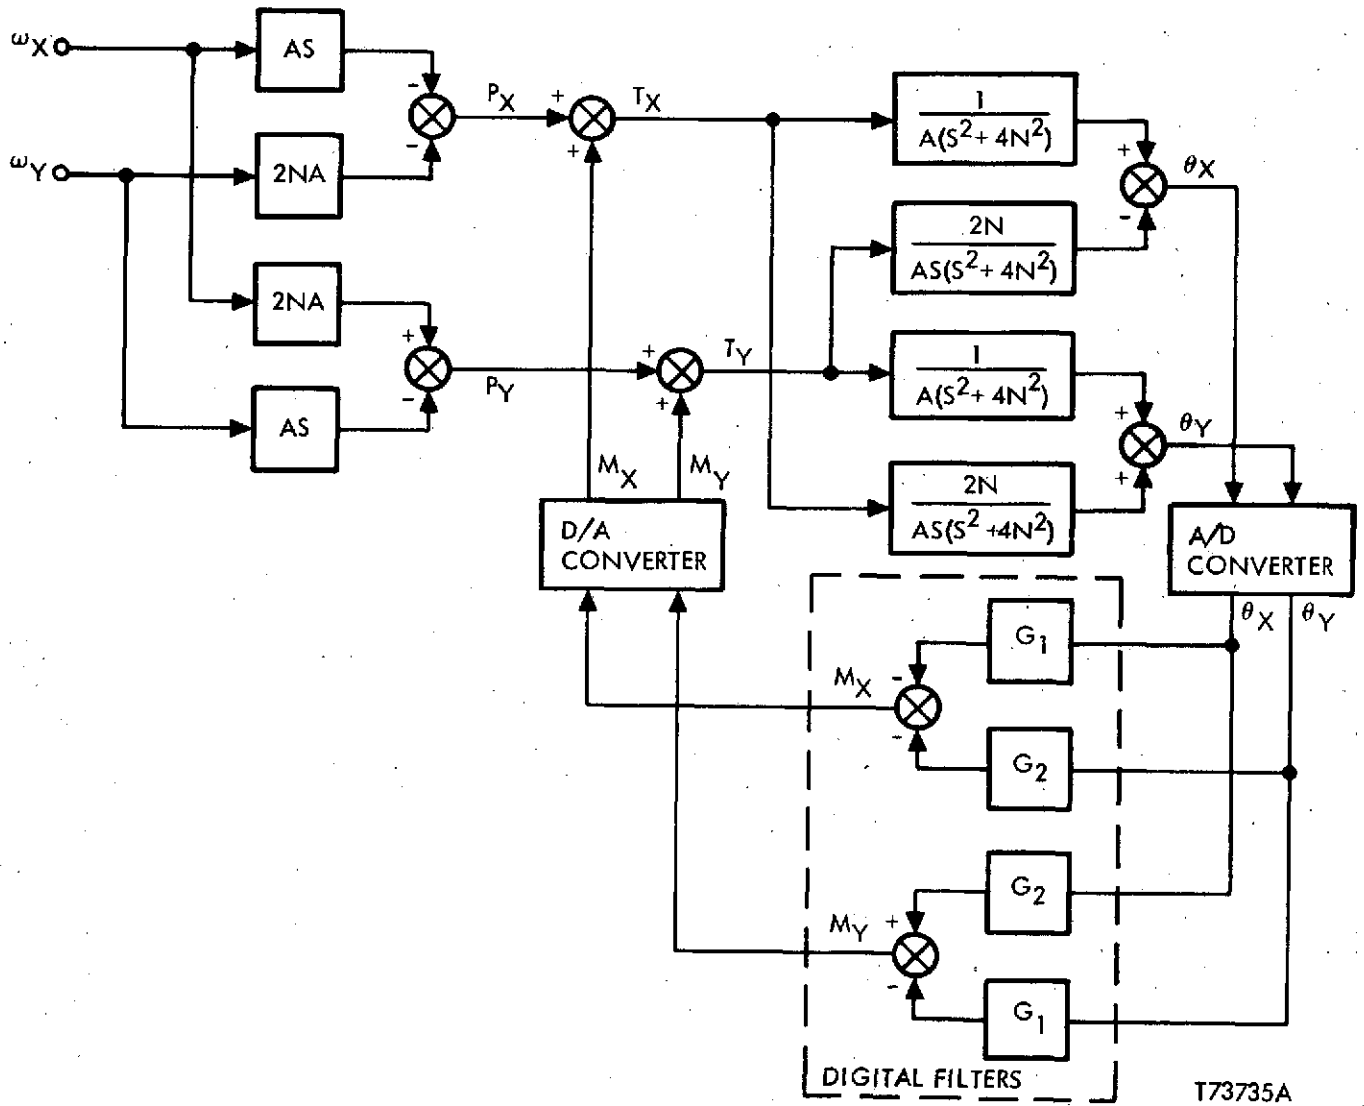 ωX
AS
-
-
PX
+
+
TX
1
A(S²+ 4N²)
+
-
θX
ωY
2NA
2N
AS(S²+ 4N²)
2NA
+
-
PY
+
+
TY
1
A(S²+ 4N²)
+
+
θY
AS
MX
MY
2N
AS(S² +4N²)
D/A
CONVERTER
A/D
CONVERTER
θX
θY
G1
-
-
MX
G2
G2
+
-
MY
G1
DIGITAL FILTERS
T73735A